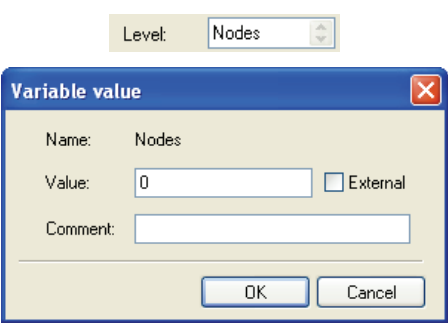 Level: Nodes
Variable value
Name: Nodes
Value: 0 External
Comment:
OK Cancel